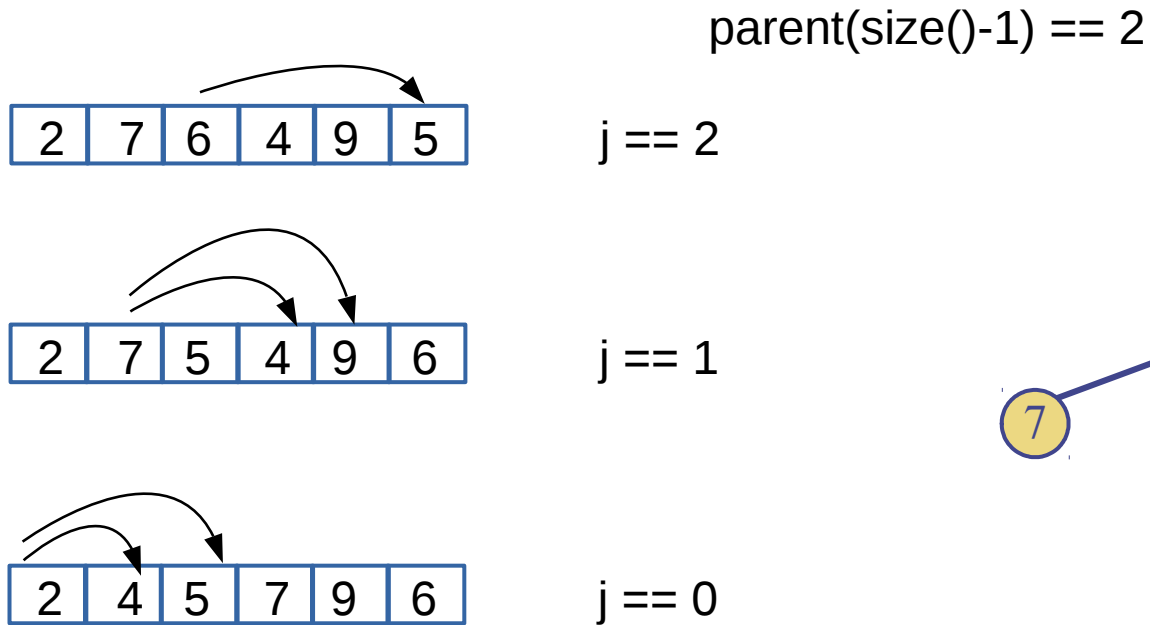 parent(size()-1) == 2
2 7 6 4 9 5 j == 2
2 7 5 4 9 6 j == 1
7
2 4 5 7 9 6 j == 0